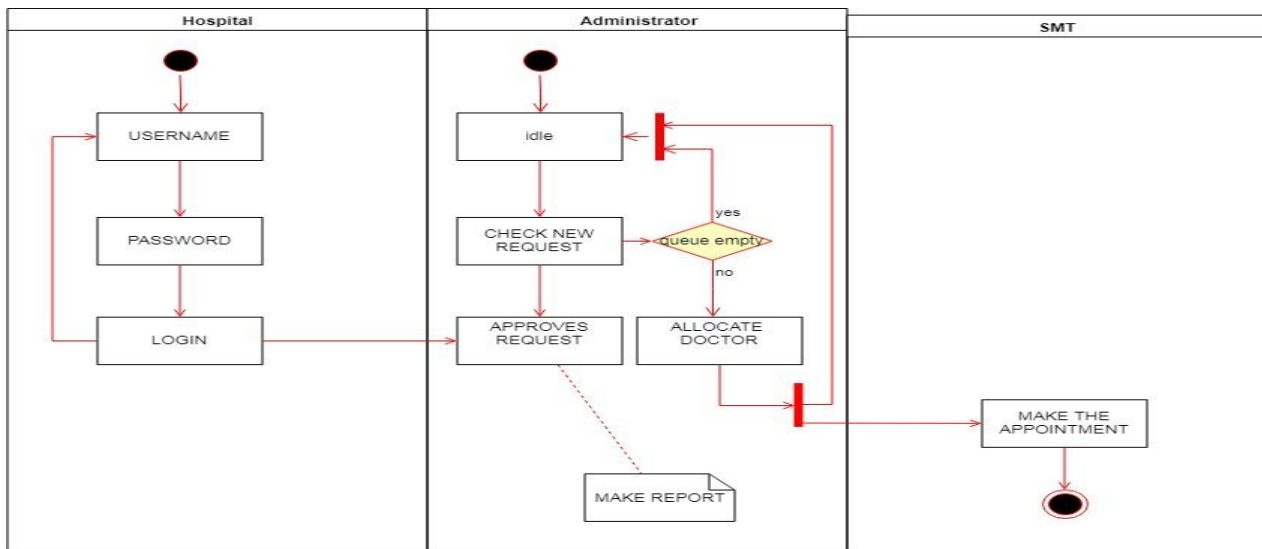 Hospital
Administrator
SMT
USERNAME
idle
yes
PASSWORD
CHECK NEW
REQUEST
queue empty
no
LOGIN
APPROVES
REQUEST
ALLOCATE
DOCTOR
MAKE THE
APPOINTMENT
MAKE REPORT